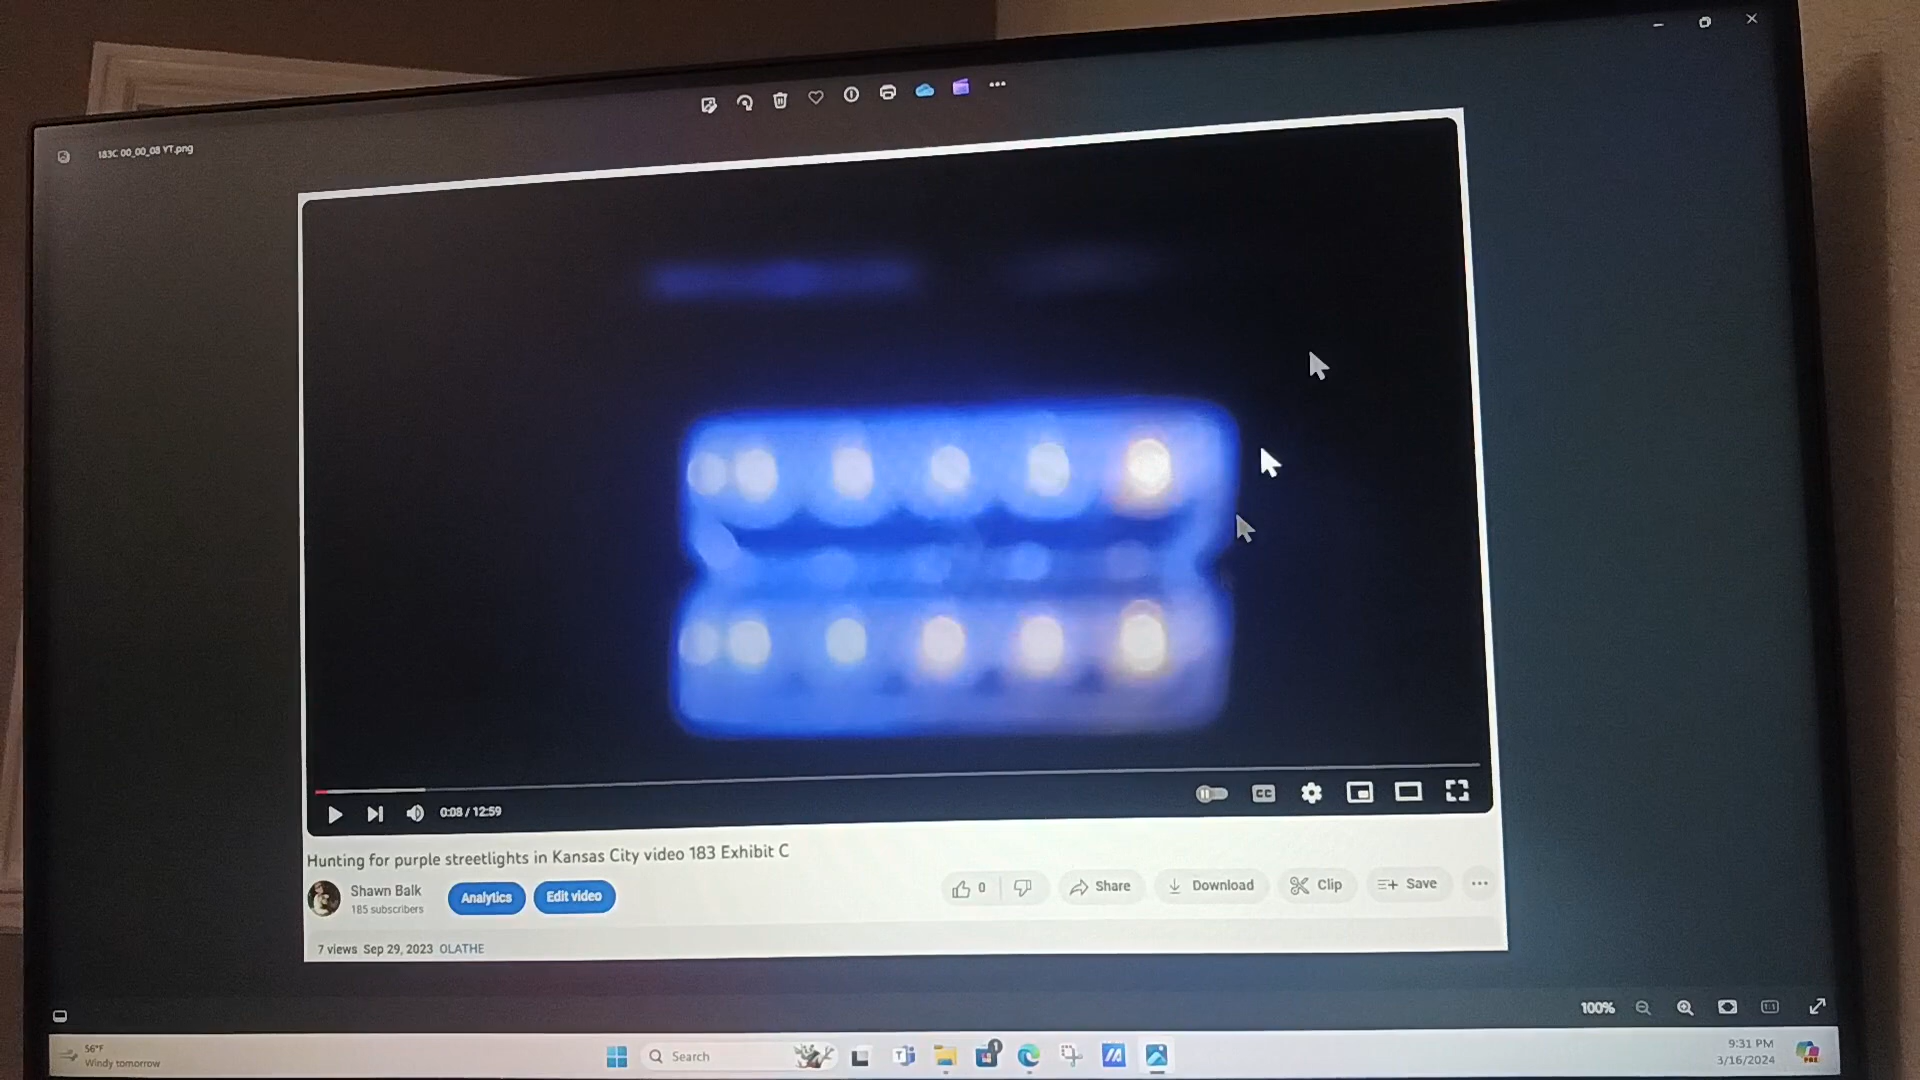 183C 00_00_08 YT.png
0:08 / 12:59
CC
Hunting for purple streetlights in Kansas City video 183 Exhibit C
Shawn Balk
185 subscribers
Analytics
Edit video
0
Share
Download
Clip
Save
7 views Sep 29, 2023 OLATHE
100%
56°F
Windy tomorrow
Search
1
9:31 PM
3/16/2024